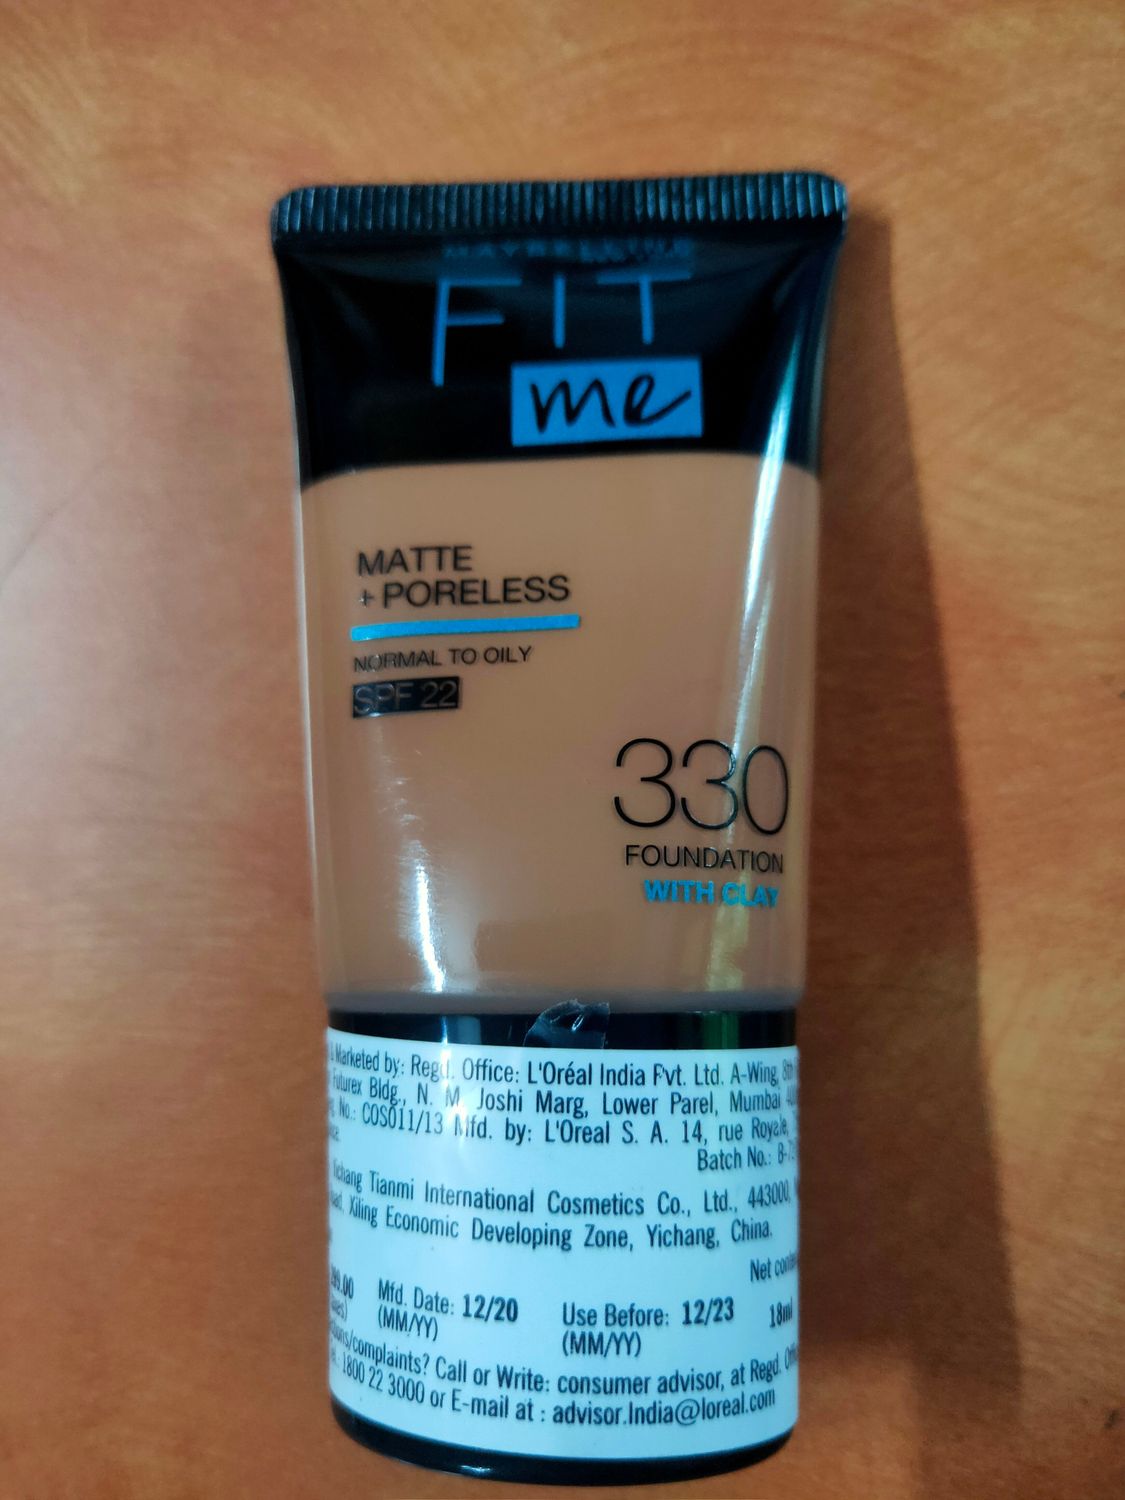 MAYBELLINE
FIT
me
MATTE
+ PORELESS
NORMAL TO OILY
SPF 22
330
FOUNDATION
WITH CLAY
Marketed by: Regd. Office: L'Oréal India Pvt. Ltd. A-Wing, 8th
Futurex Bldg., N. M. Joshi Marg, Lower Parel, Mumbai
No.: COS011/13 Mfd. by: L'Oreal S. A. 14, rue Royale,
Batch No.:
Tianmi International Cosmetics Co., Ltd., 443000,
Xiling Economic Developing Zone, Yichang, China.
Net
Mfd. Date: 12/20 Use Before: 12/23 18ml
(MM/YY) (MM/YY)
complaints? Call or Write: consumer advisor, at Regd.
1800 22 3000 or E-mail at : advisor.India@loreal.com